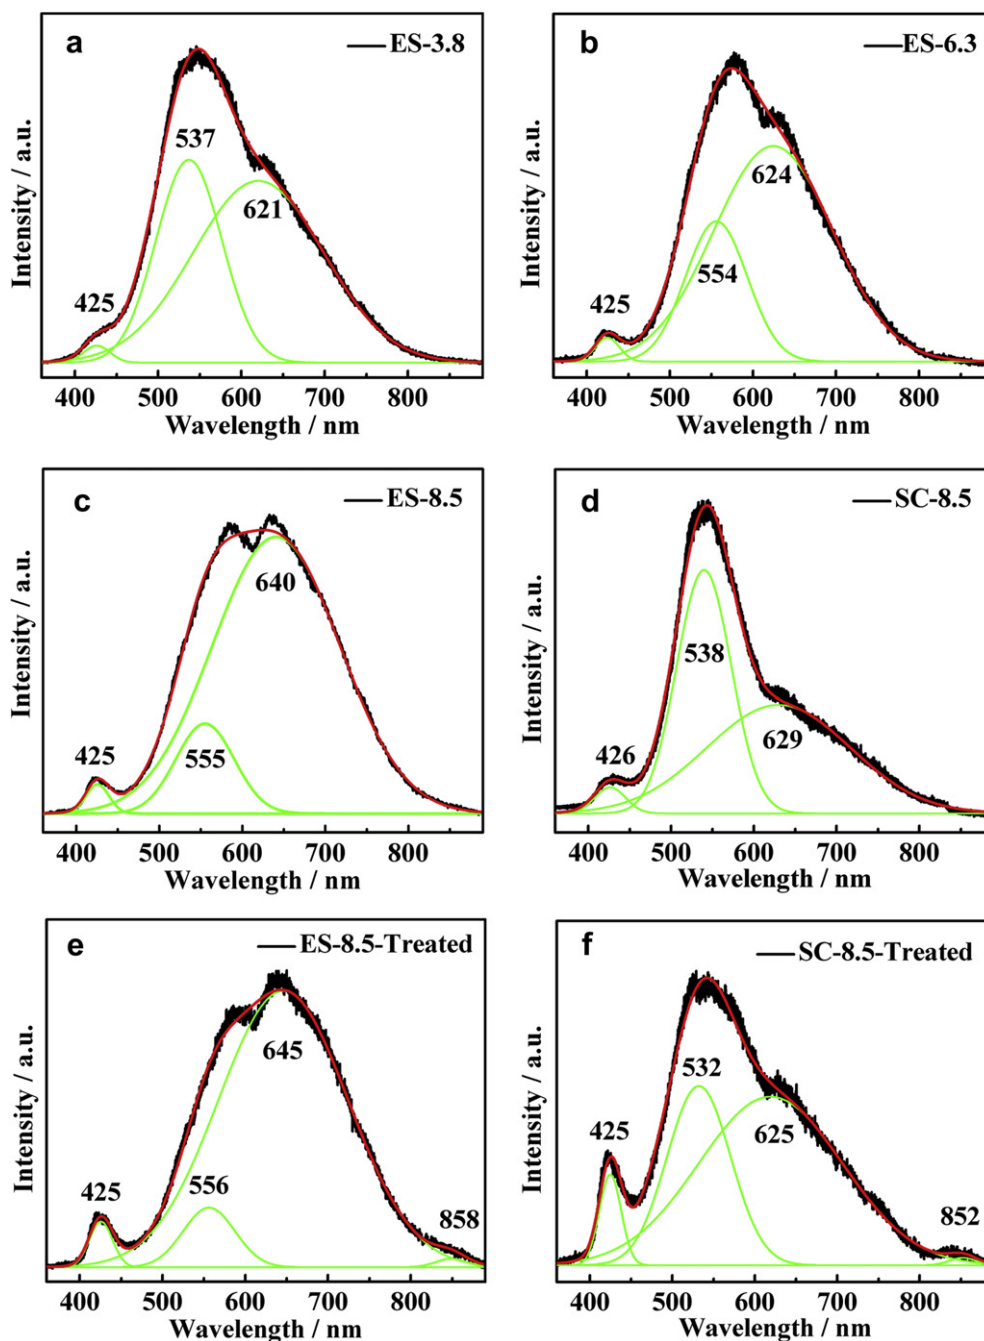 a
ES-3.8
537
621
425
Intensity / a.u.
400 500 600 700 800
Wavelength / nm
b
ES-6.3
624
554
425
Intensity / a.u.
400 500 600 700 800
Wavelength / nm
c
ES-8.5
640
425
555
Intensity / a.u.
400 500 600 700 800
Wavelength / nm
d
SC-8.5
538
426
629
Intensity / a.u.
400 500 600 700 800
Wavelength / nm
e
ES-8.5-Treated
645
425
556
858
Intensity / a.u.
400 500 600 700 800
Wavelength / nm
f
SC-8.5-Treated
532
425
625
852
Intensity / a.u.
400 500 600 700 800
Wavelength / nm